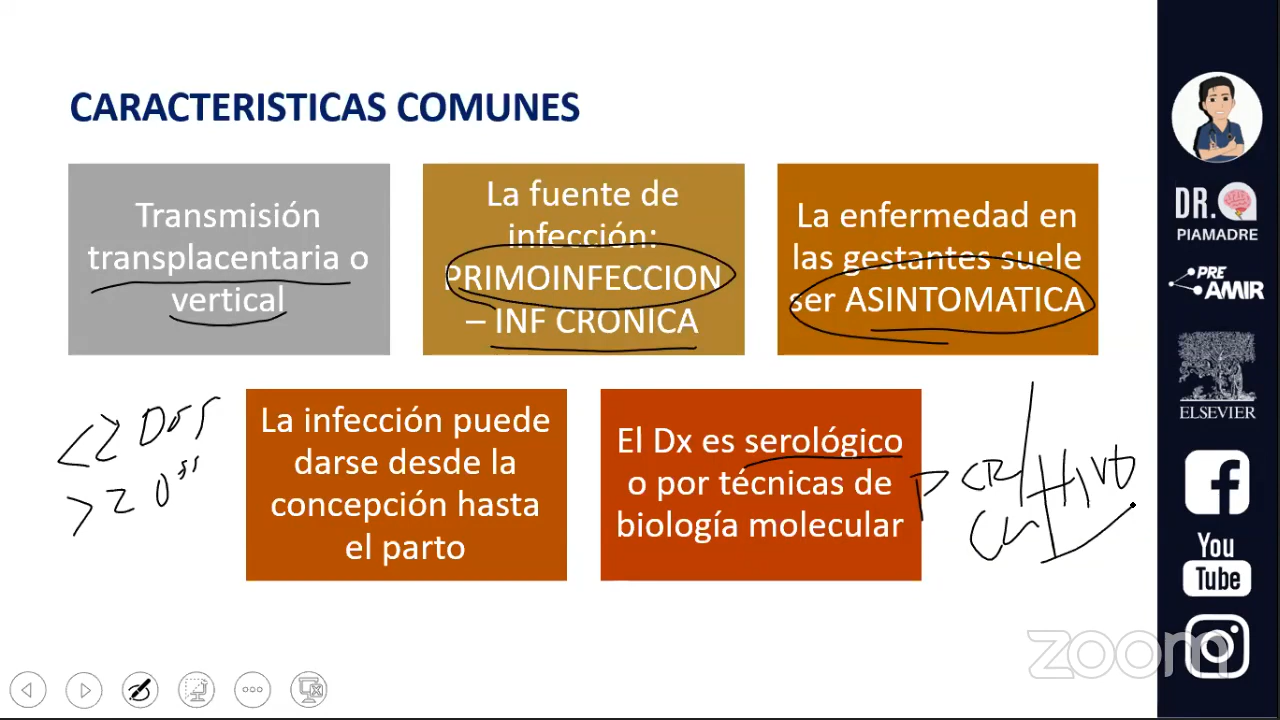 CARACTERISTICAS COMUNES
Transmisión
transplacentaria o
vertical
La fuente de
infección:
PRIMOINFECCION
– INF CRONICA
La enfermedad en
las gestantes suele
ser ASINTOMATICA
La infección puede
darse desde la
concepción hasta
el parto
El Dx es serológico
o por técnicas de
biología molecular
PCR
DR.
PIAMADRE
PRE
AMIR
ELSEVIER
You
Tube
zoom